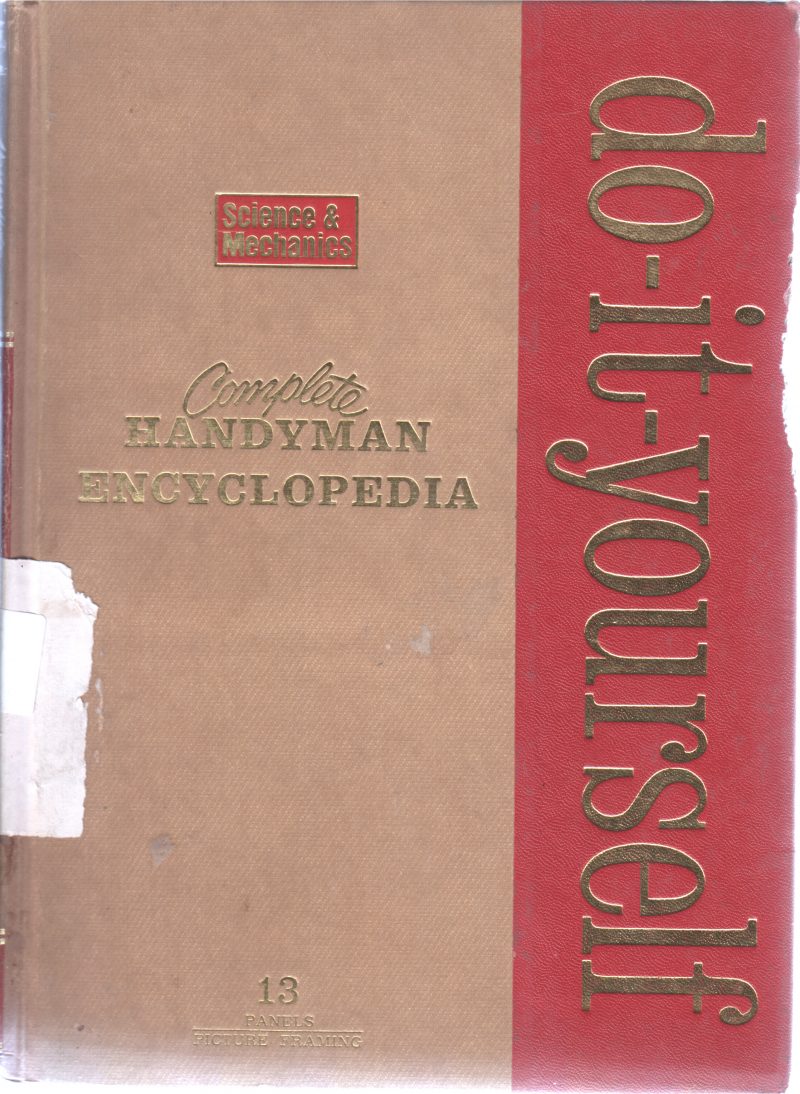 Science &
Mechanics
Complete
HANDYMAN
ENCYCLOPEDIA
13
PANELS
PICTURE FRAMING
do-it-yourself